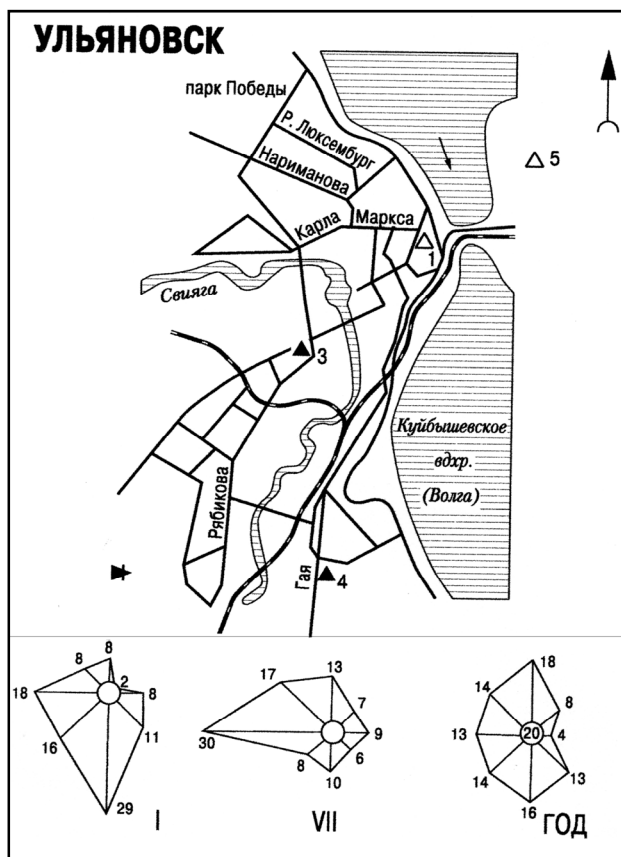 УЛЬЯНОВСК
парк Победы
Р. Люксембург
Нариманова
Карла Маркса
5
1
Свияга
3
Куйбышевское
вдхр.
(Волга)
Рябикова
Гая
4
8
8
2
18
8
16
11
29
I
17
13
7
30
9
8
6
10
VII
18
14
8
13
20
4
14
13
16
ГОД